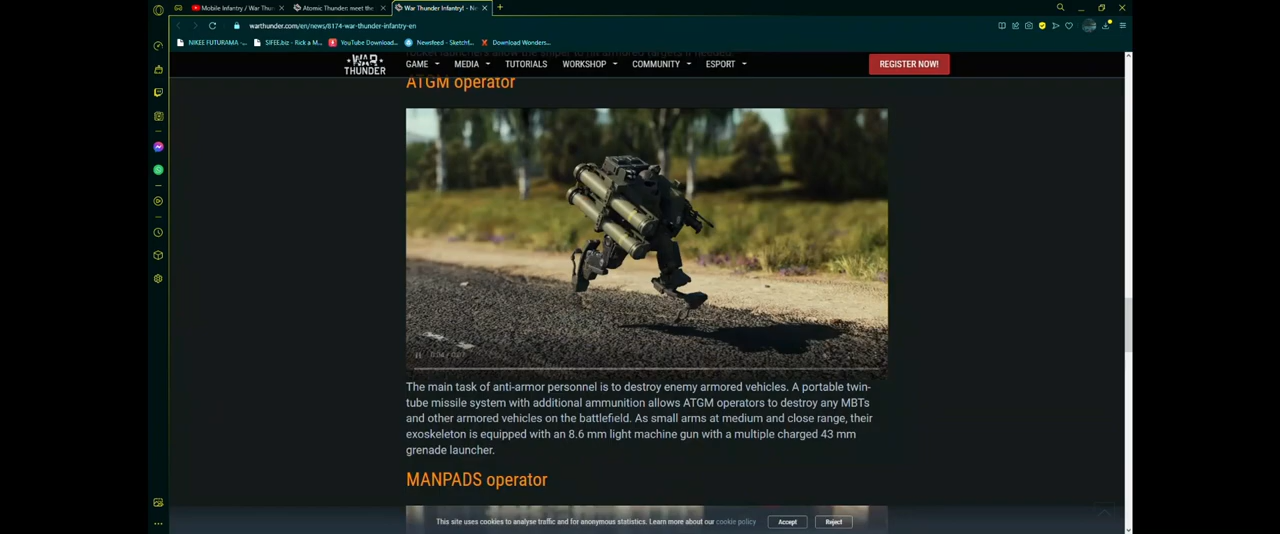 Mobile Infantry / War Thun
Atomic Thunder: meet the
War Thunder Infantry! - Ne
warthunder.com/en/news/8174-war-thunder-infantry-en
NIKEE FUTURAMA -...
SIFEE.biz - Rick a M...
YouTube Download...
Newsfeed - Sketchf...
Download Wonders...
WAR THUNDER
GAME
MEDIA
TUTORIALS
WORKSHOP
COMMUNITY
ESPORT
REGISTER NOW!
ATGM operator
The main task of anti-armor personnel is to destroy enemy armored vehicles. A portable twin-
tube missile system with additional ammunition allows ATGM operators to destroy any MBTs
and other armored vehicles on the battlefield. As small arms at medium and close range, their
exoskeleton is equipped with an 8.6 mm light machine gun with a multiple charged 43 mm
grenade launcher.
MANPADS operator
This site uses cookies to analyse traffic and for anonymous statistics. Learn more about our cookie policy
Accept
Reject